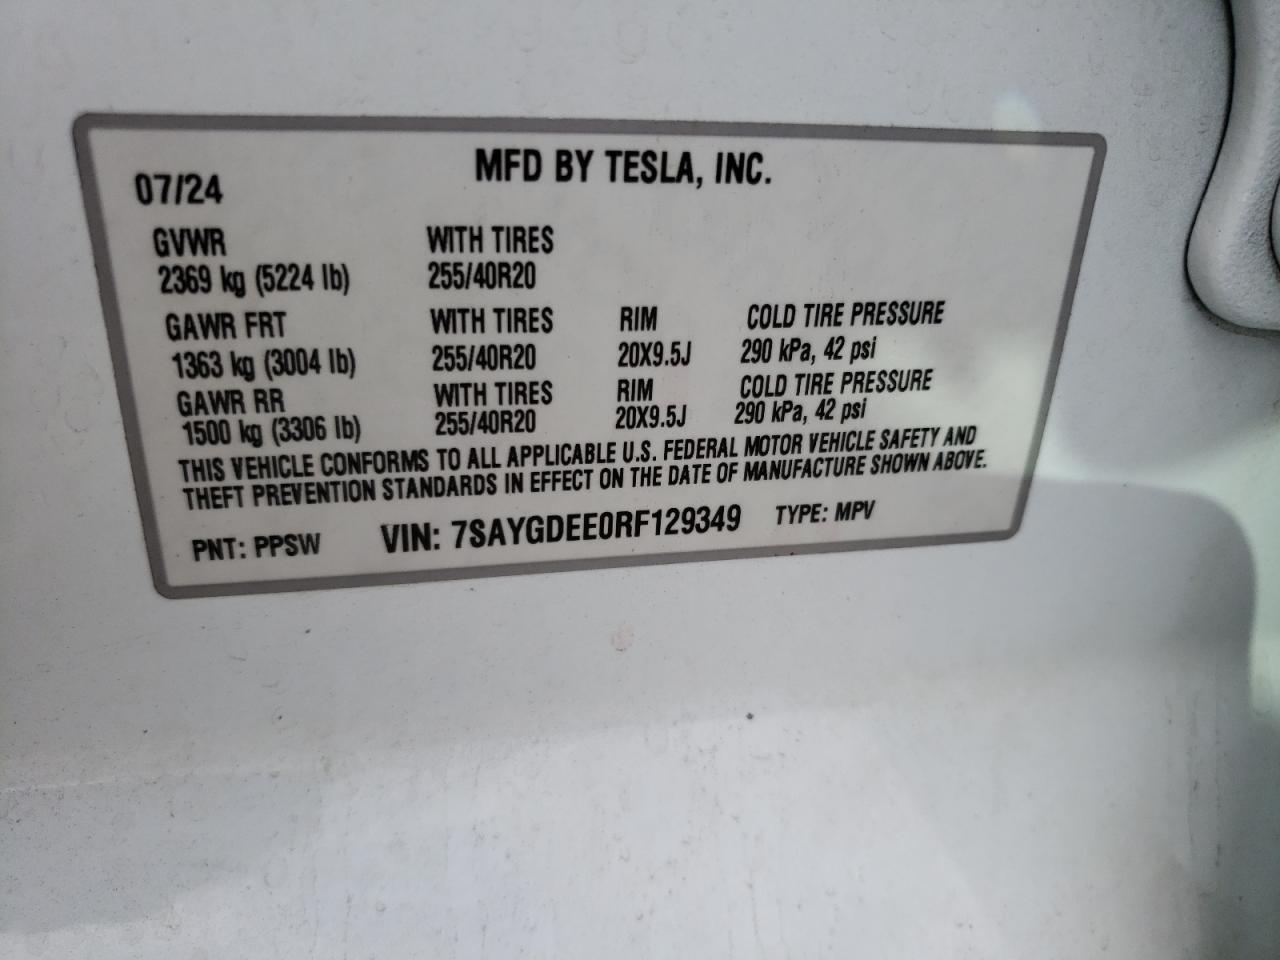 MFD BY TESLA, INC.
07/24
GVWR WITH TIRES
2369 kg (5224 lb) 255/40R20
GAWR FRT WITH TIRES RIM COLD TIRE PRESSURE
1363 kg (3004 lb) 255/40R20 20X9.5J 290 kPa, 42 psi
GAWR RR WITH TIRES RIM COLD TIRE PRESSURE
1500 kg (3306 lb) 255/40R20 20X9.5J 290 kPa, 42 psi
THIS VEHICLE CONFORMS TO ALL APPLICABLE U.S. FEDERAL MOTOR VEHICLE SAFETY AND
THEFT PREVENTION STANDARDS IN EFFECT ON THE DATE OF MANUFACTURE SHOWN ABOVE.
PNT: PPSW VIN: 7SAYGDEE0RF129349 TYPE: MPV